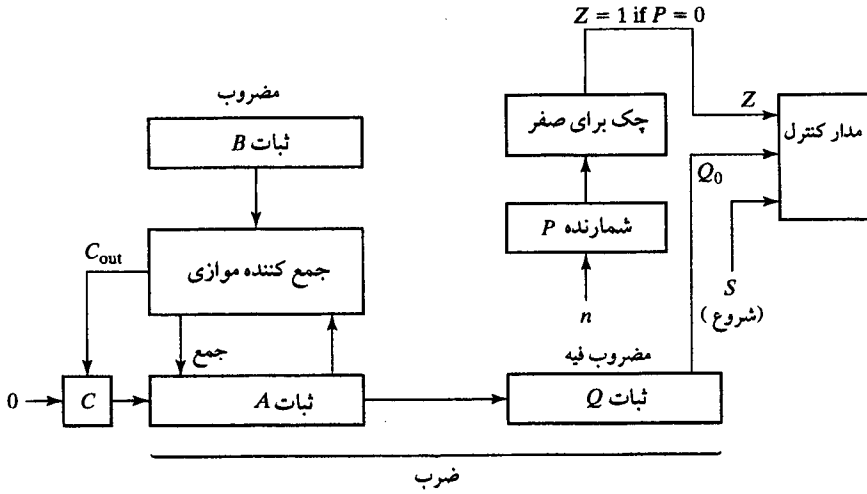 Z = 1 if P = 0
مضروب
ثبات B
چک برای صفر
Z
مدار کنترل
Q₀
شمارنده P
C_out
جمع کننده موازی
S
(شروع)
n
جمع
مضروب فیه
0
C
ثبات A
ثبات Q
ضرب